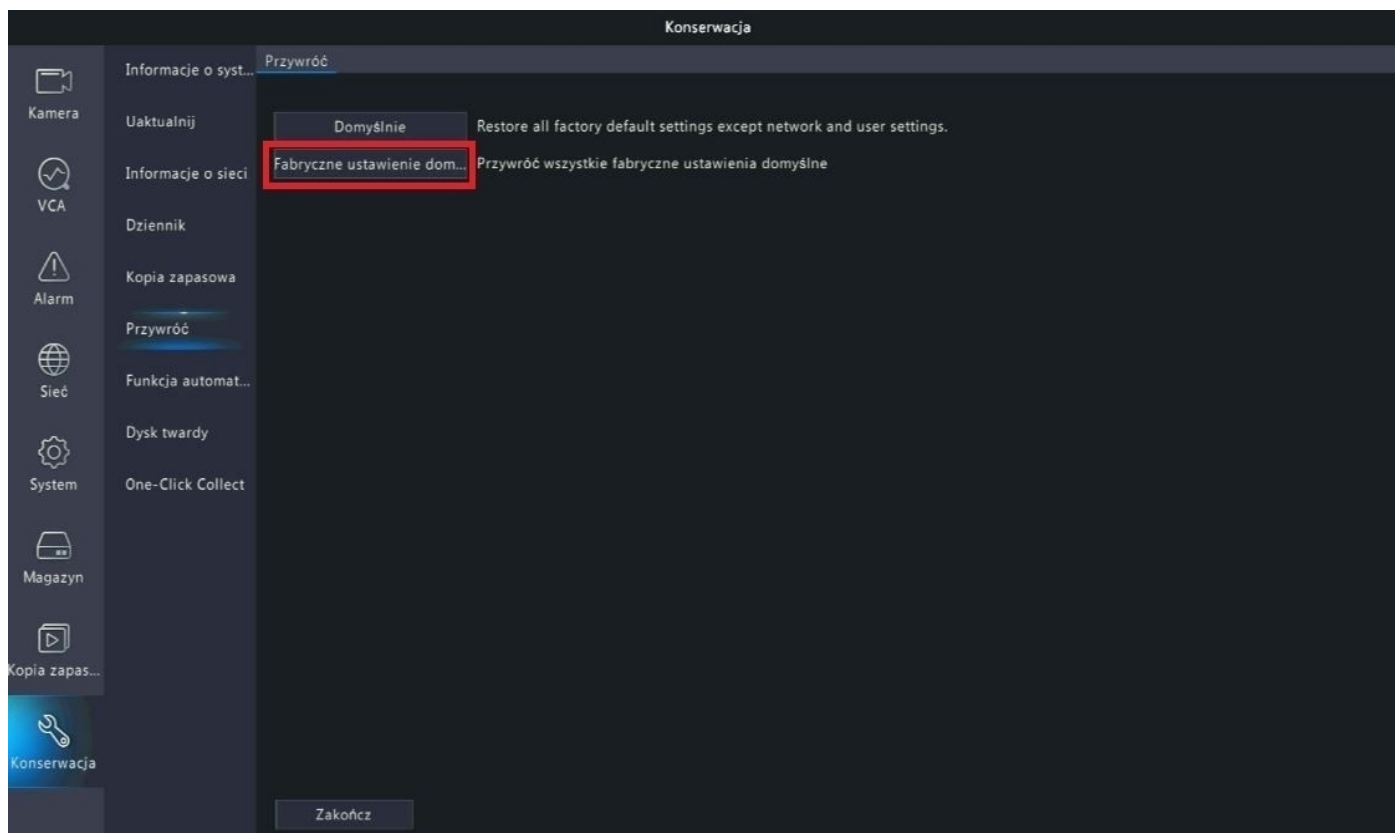 Konserwacja
Kamera
VCA
Alarm
Sieć
System
Magazyn
Kopia zapas...
Konserwacja
Informacje o syst...
Uaktualnij
Informacje o sieci
Dziennik
Kopia zapasowa
Przywróć
Funkcja automat...
Dysk twardy
One-Click Collect
Przywróć
Domyślnie Restore all factory default settings except network and user settings.
Fabryczne ustawienie dom... Przywróć wszystkie fabryczne ustawienia domyślne
Zakończ